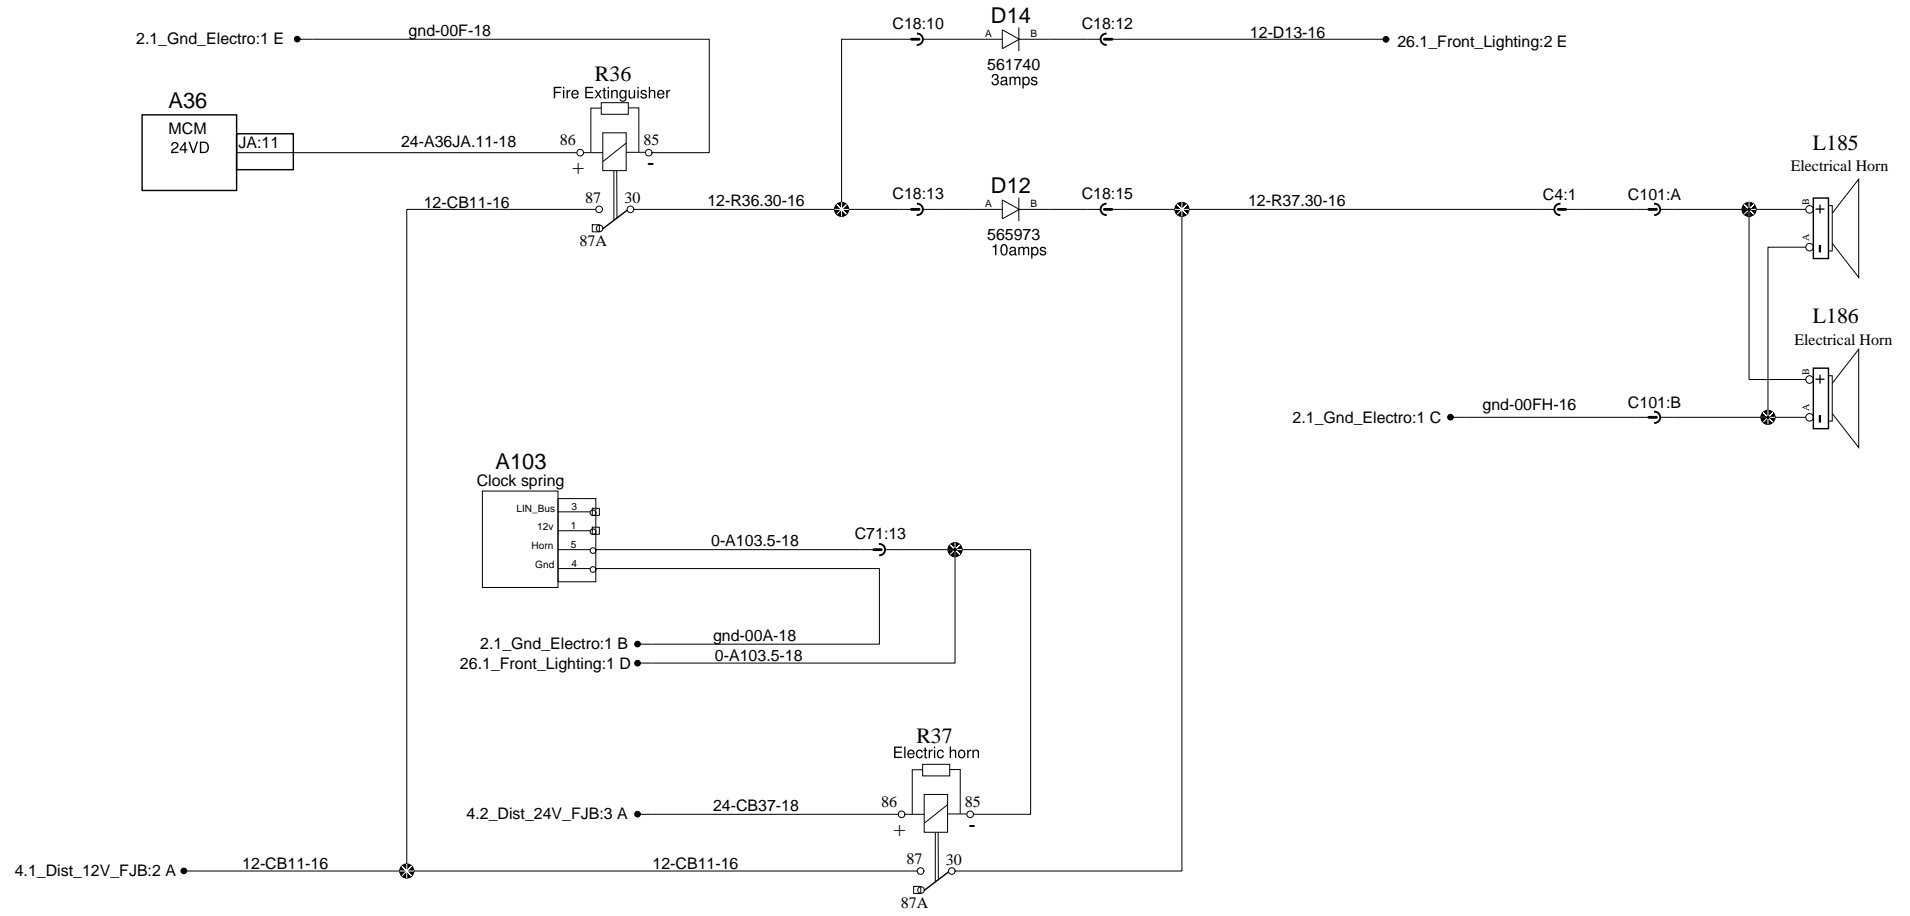 D14
C18:10
C18:12
2.1_Gnd_Electro:1 E
gnd-00F-18
A
B
12-D13-16
26.1_Front_Lighting:2 E
561740
3amps
R36
Fire Extinguisher
A36
MCM
24VD
JA:11
24-A36JA.11-18
86
85
+
-
L185
Electrical Horn
12-CB11-16
87
30
87A
12-R36.30-16
C18:13
D12
C18:15
A
B
565973
10amps
12-R37.30-16
C4:1
C101:A
B
+
A
-
L186
Electrical Horn
B
+
A
-
2.1_Gnd_Electro:1 C
gnd-00FH-16
C101:B
A103
Clock spring
LIN_Bus
3
12v
1
Horn
5
Gnd
4
0-A103.5-18
C71:13
2.1_Gnd_Electro:1 B
gnd-00A-18
26.1_Front_Lighting:1 D
0-A103.5-18
R37
Electric horn
4.2_Dist_24V_FJB:3 A
24-CB37-18
86
85
+
-
4.1_Dist_12V_FJB:2 A
12-CB11-16
12-CB11-16
87
30
87A